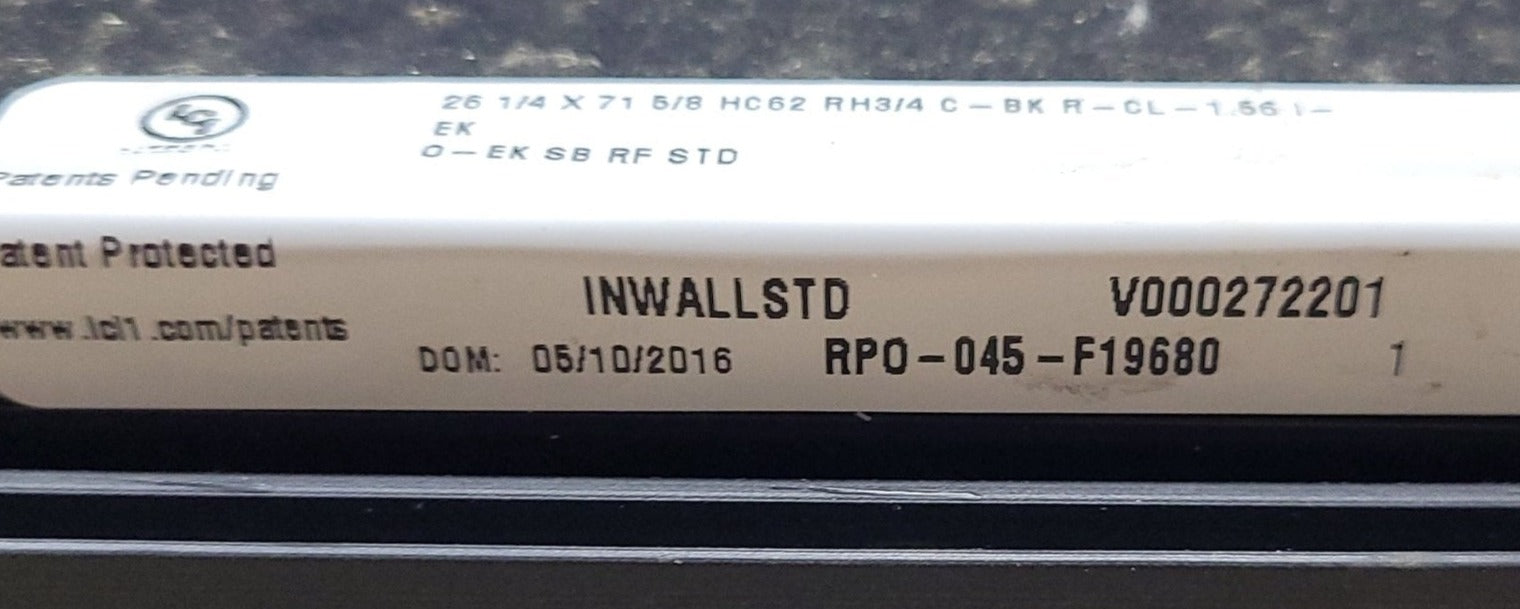 LCI
26 1/4 X 71 5/8 HC62 RH3/4 C-BK R-CL-1.56 I-
EK
O-EK SB RF STD
Patents Pending
atent Protected
INWALLSTD V000272201
www.lci1.com/patents
DOM: 05/10/2016 RPO-045-F19680 1